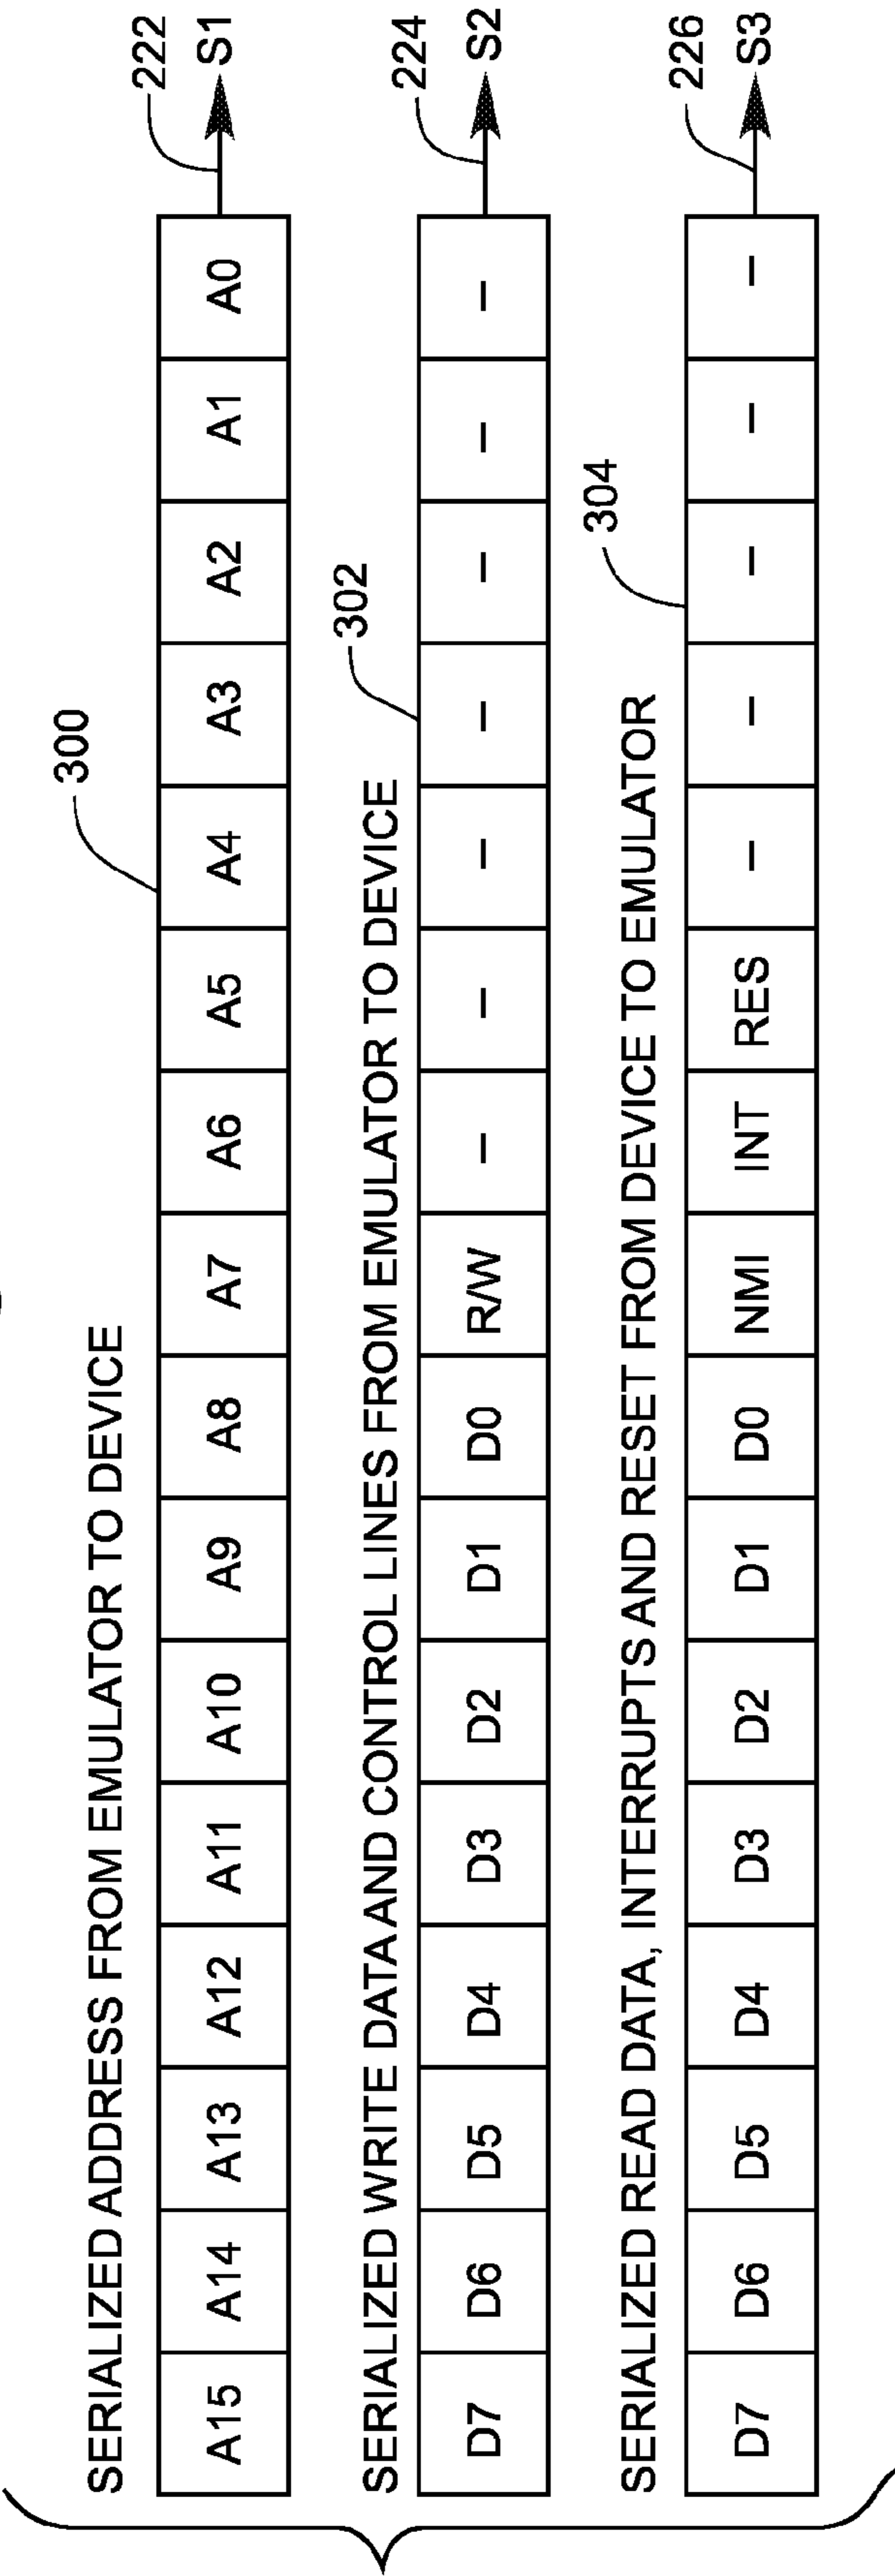 SERIALIZED ADDRESS FROM EMULATOR TO DEVICE
300
222
A15 A14 A13 A12 A11 A10 A9 A8 A7 A6 A5 A4 A3 A2 A1 A0 S1
SERIALIZED WRITE DATA AND CONTROL LINES FROM EMULATOR TO DEVICE
302
224
D7 D6 D5 D4 D3 D2 D1 D0 R/W – – – – – – – S2
SERIALIZED READ DATA, INTERRUPTS AND RESET FROM DEVICE TO EMULATOR
304
226
D7 D6 D5 D4 D3 D2 D1 D0 NMI INT RES – – – – – S3